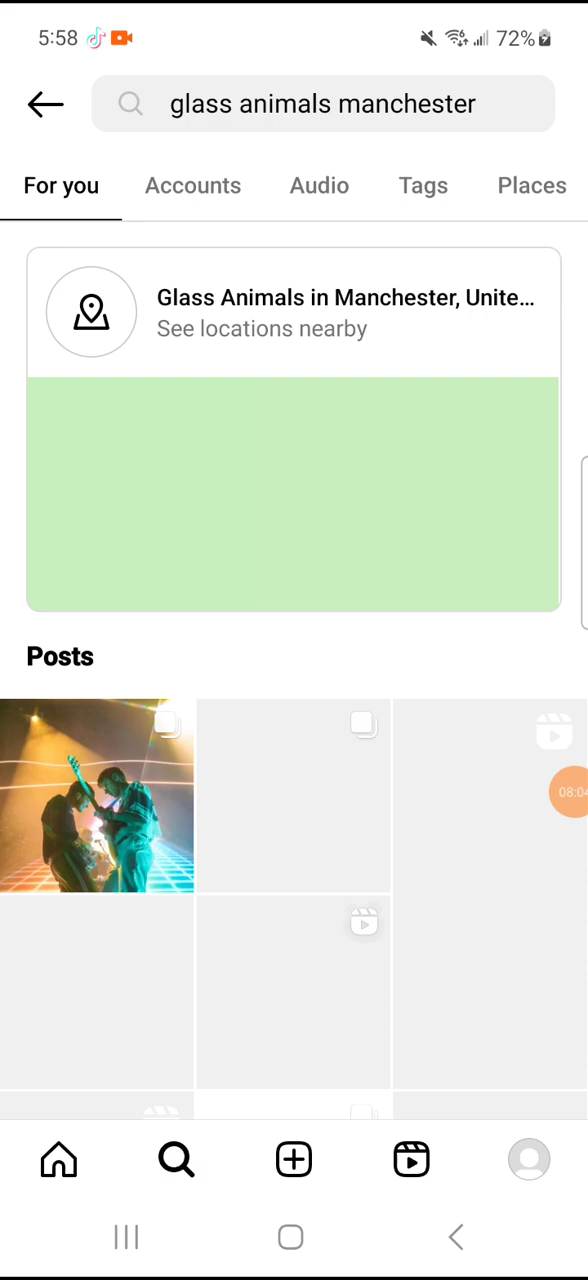 5:58
72%
glass animals manchester
For you
Accounts
Audio
Tags
Places
Glass Animals in Manchester, Unite...
See locations nearby
Posts
08:04